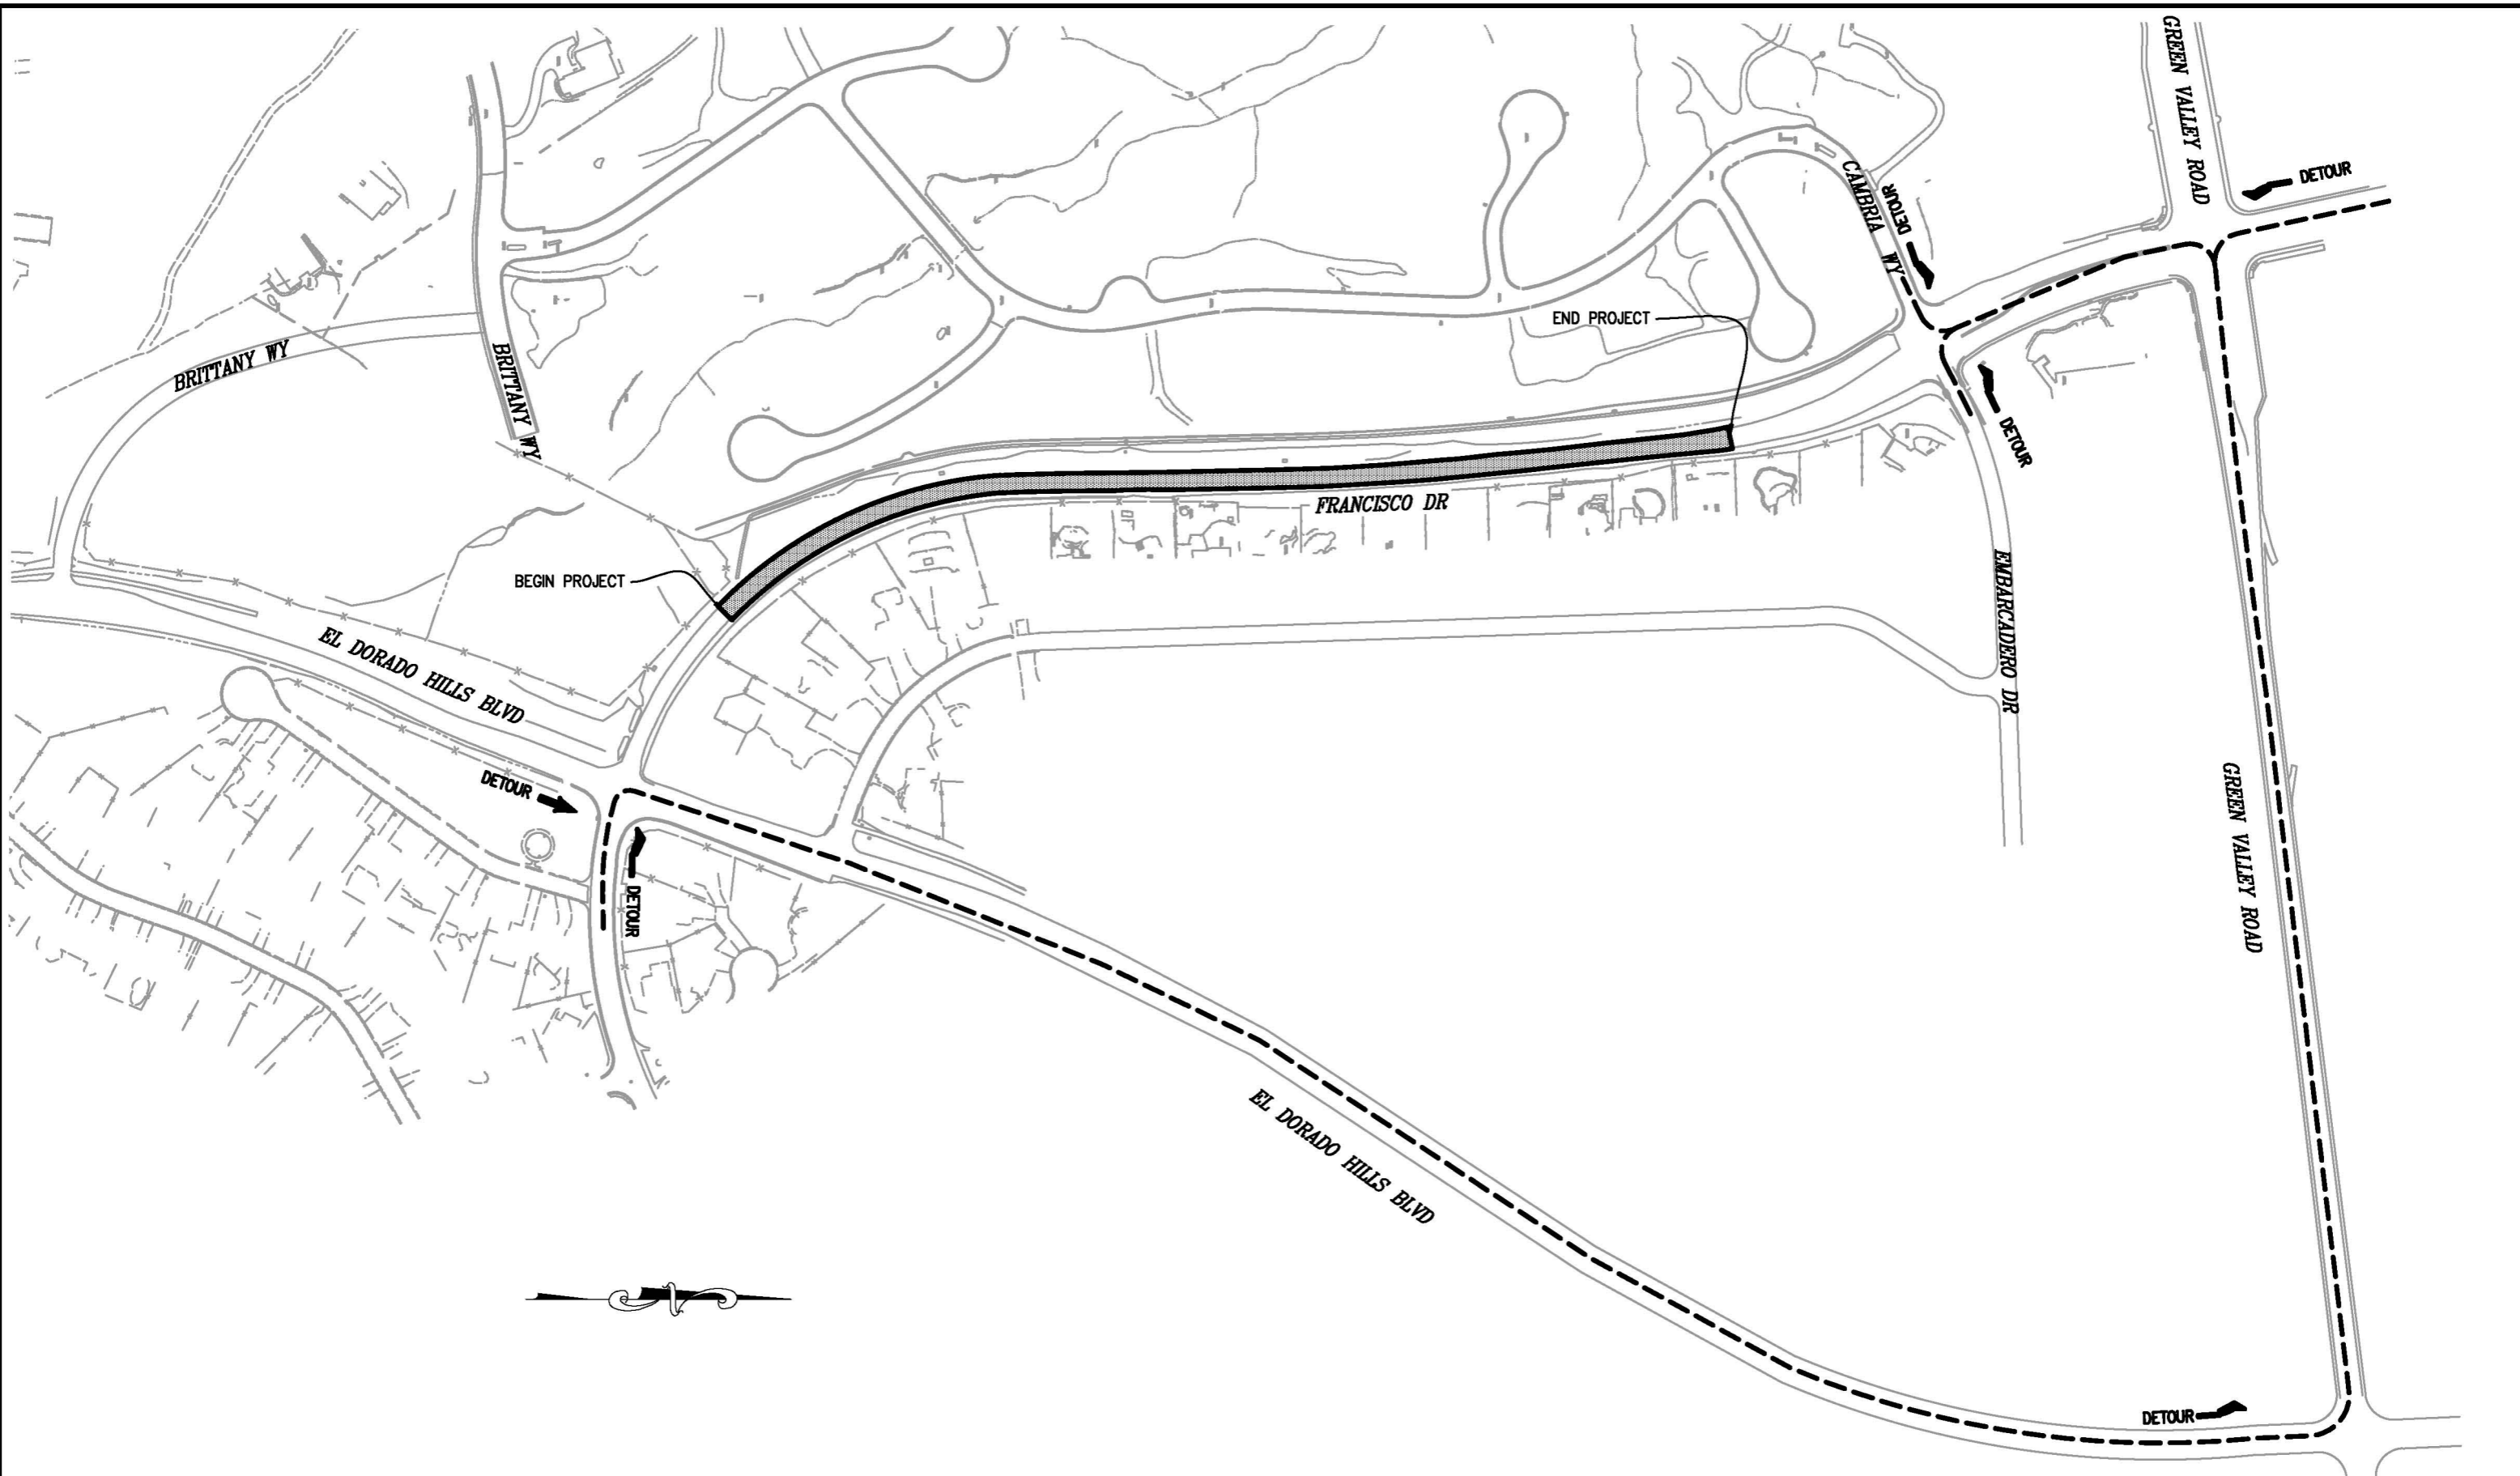 GREEN VALLEY ROAD
DETOUR
CAMBRIA WY
DETOUR
END PROJECT
BRITTANY WY
BRITTANY WY
DETOUR
FRANCISCO DR
BEGIN PROJECT
EMBARCADERO DR
EL DORADO HILLS BLVD
DETOUR
GREEN VALLEY ROAD
DETOUR
EL DORADO HILLS BLVD
DETOUR